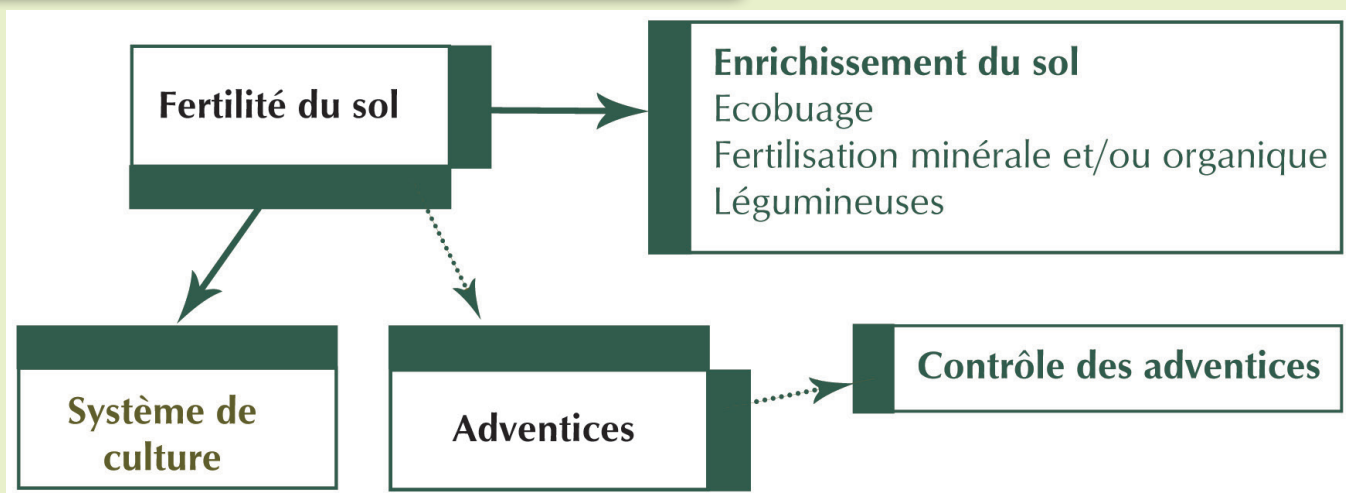 Fertilité du sol
Enrichissement du sol
Ecobuage
Fertilisation minérale et/ou organique
Légumineuses
Système de
culture
Adventices
Contrôle des adventices